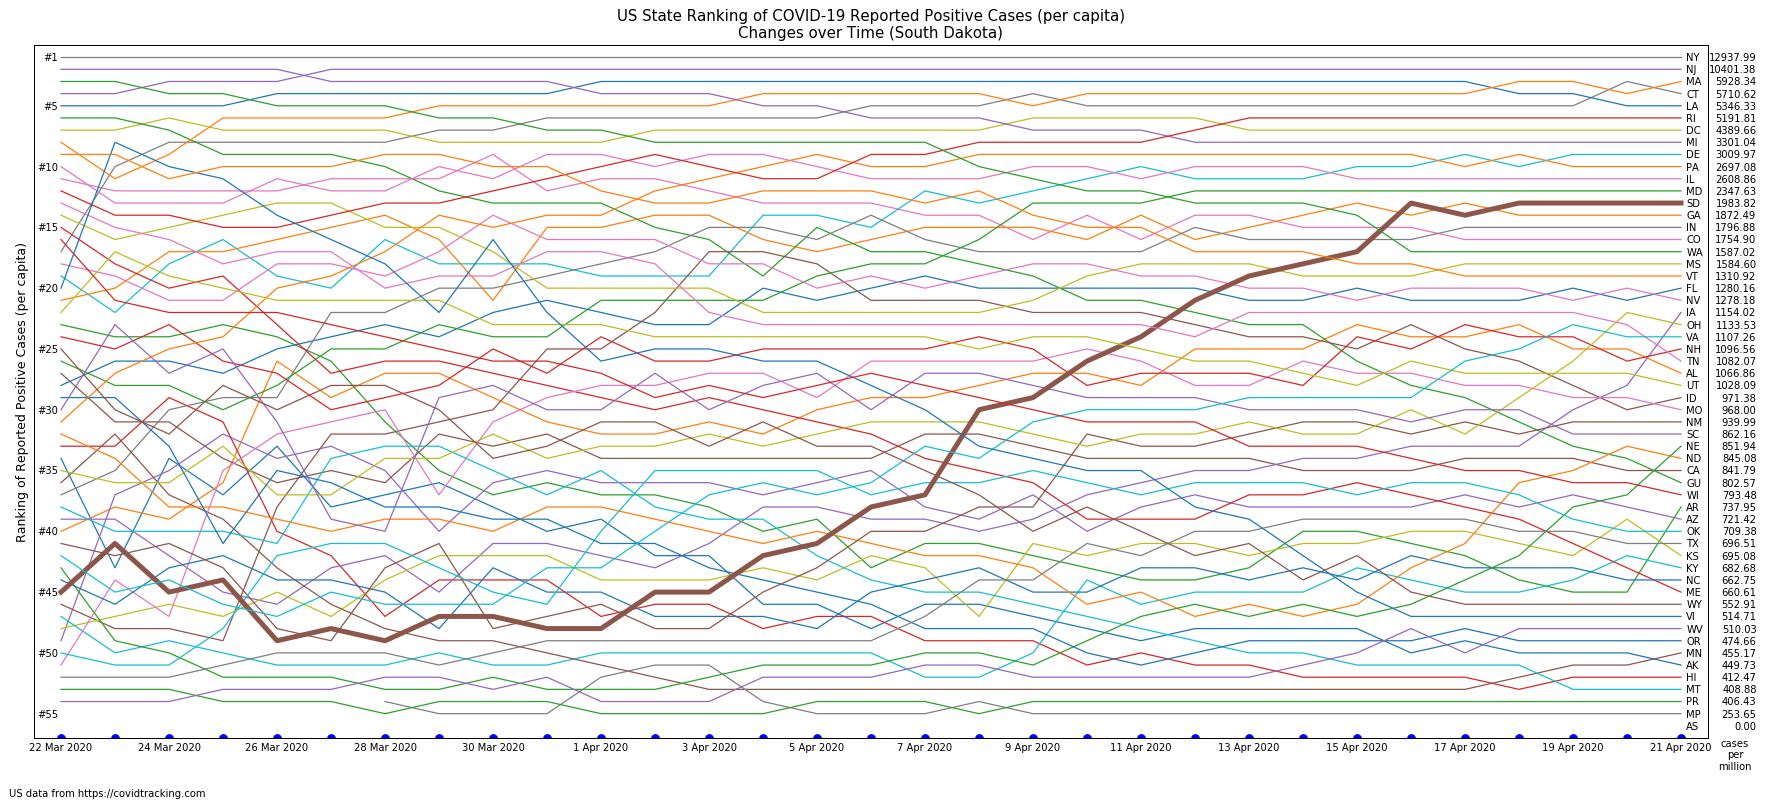 US State Ranking of COVID-19 Reported Positive Cases (per capita)
Changes over Time (South Dakota)
Ranking of Reported Positive Cases (per capita)
#1
#5
#10
#15
#20
#25
#30
#35
#40
#45
#50
#55
NY 12937.99
NJ 10401.38
MA 5928.34
CT 5710.62
LA 5346.33
RI 5191.81
DC 4389.66
MI 3301.04
DE 3009.97
PA 2697.08
IL 2608.86
MD 2347.63
SD 1983.82
GA 1872.49
IN 1796.88
CO 1754.90
WA 1587.02
MS 1584.60
VT 1310.92
FL 1280.16
NV 1278.18
IA 1154.02
OH 1133.53
VA 1107.26
NH 1096.56
TN 1082.07
AL 1066.86
UT 1028.09
ID 971.38
MO 968.00
NM 939.99
SC 862.16
NE 851.94
ND 845.08
CA 841.79
GU 802.57
WI 793.48
AR 737.95
AZ 721.42
OK 709.38
TX 696.51
KS 695.08
KY 682.68
NC 662.75
ME 660.61
WY 552.91
VI 514.71
WV 510.03
OR 474.66
MN 455.17
AK 449.73
HI 412.47
MT 408.88
PR 406.43
MP 253.65
AS 0.00
22 Mar 2020 24 Mar 2020 26 Mar 2020 28 Mar 2020 30 Mar 2020 1 Apr 2020 3 Apr 2020 5 Apr 2020 7 Apr 2020 9 Apr 2020 11 Apr 2020 13 Apr 2020 15 Apr 2020 17 Apr 2020 19 Apr 2020 21 Apr 2020
cases
per
million
US data from https://covidtracking.com